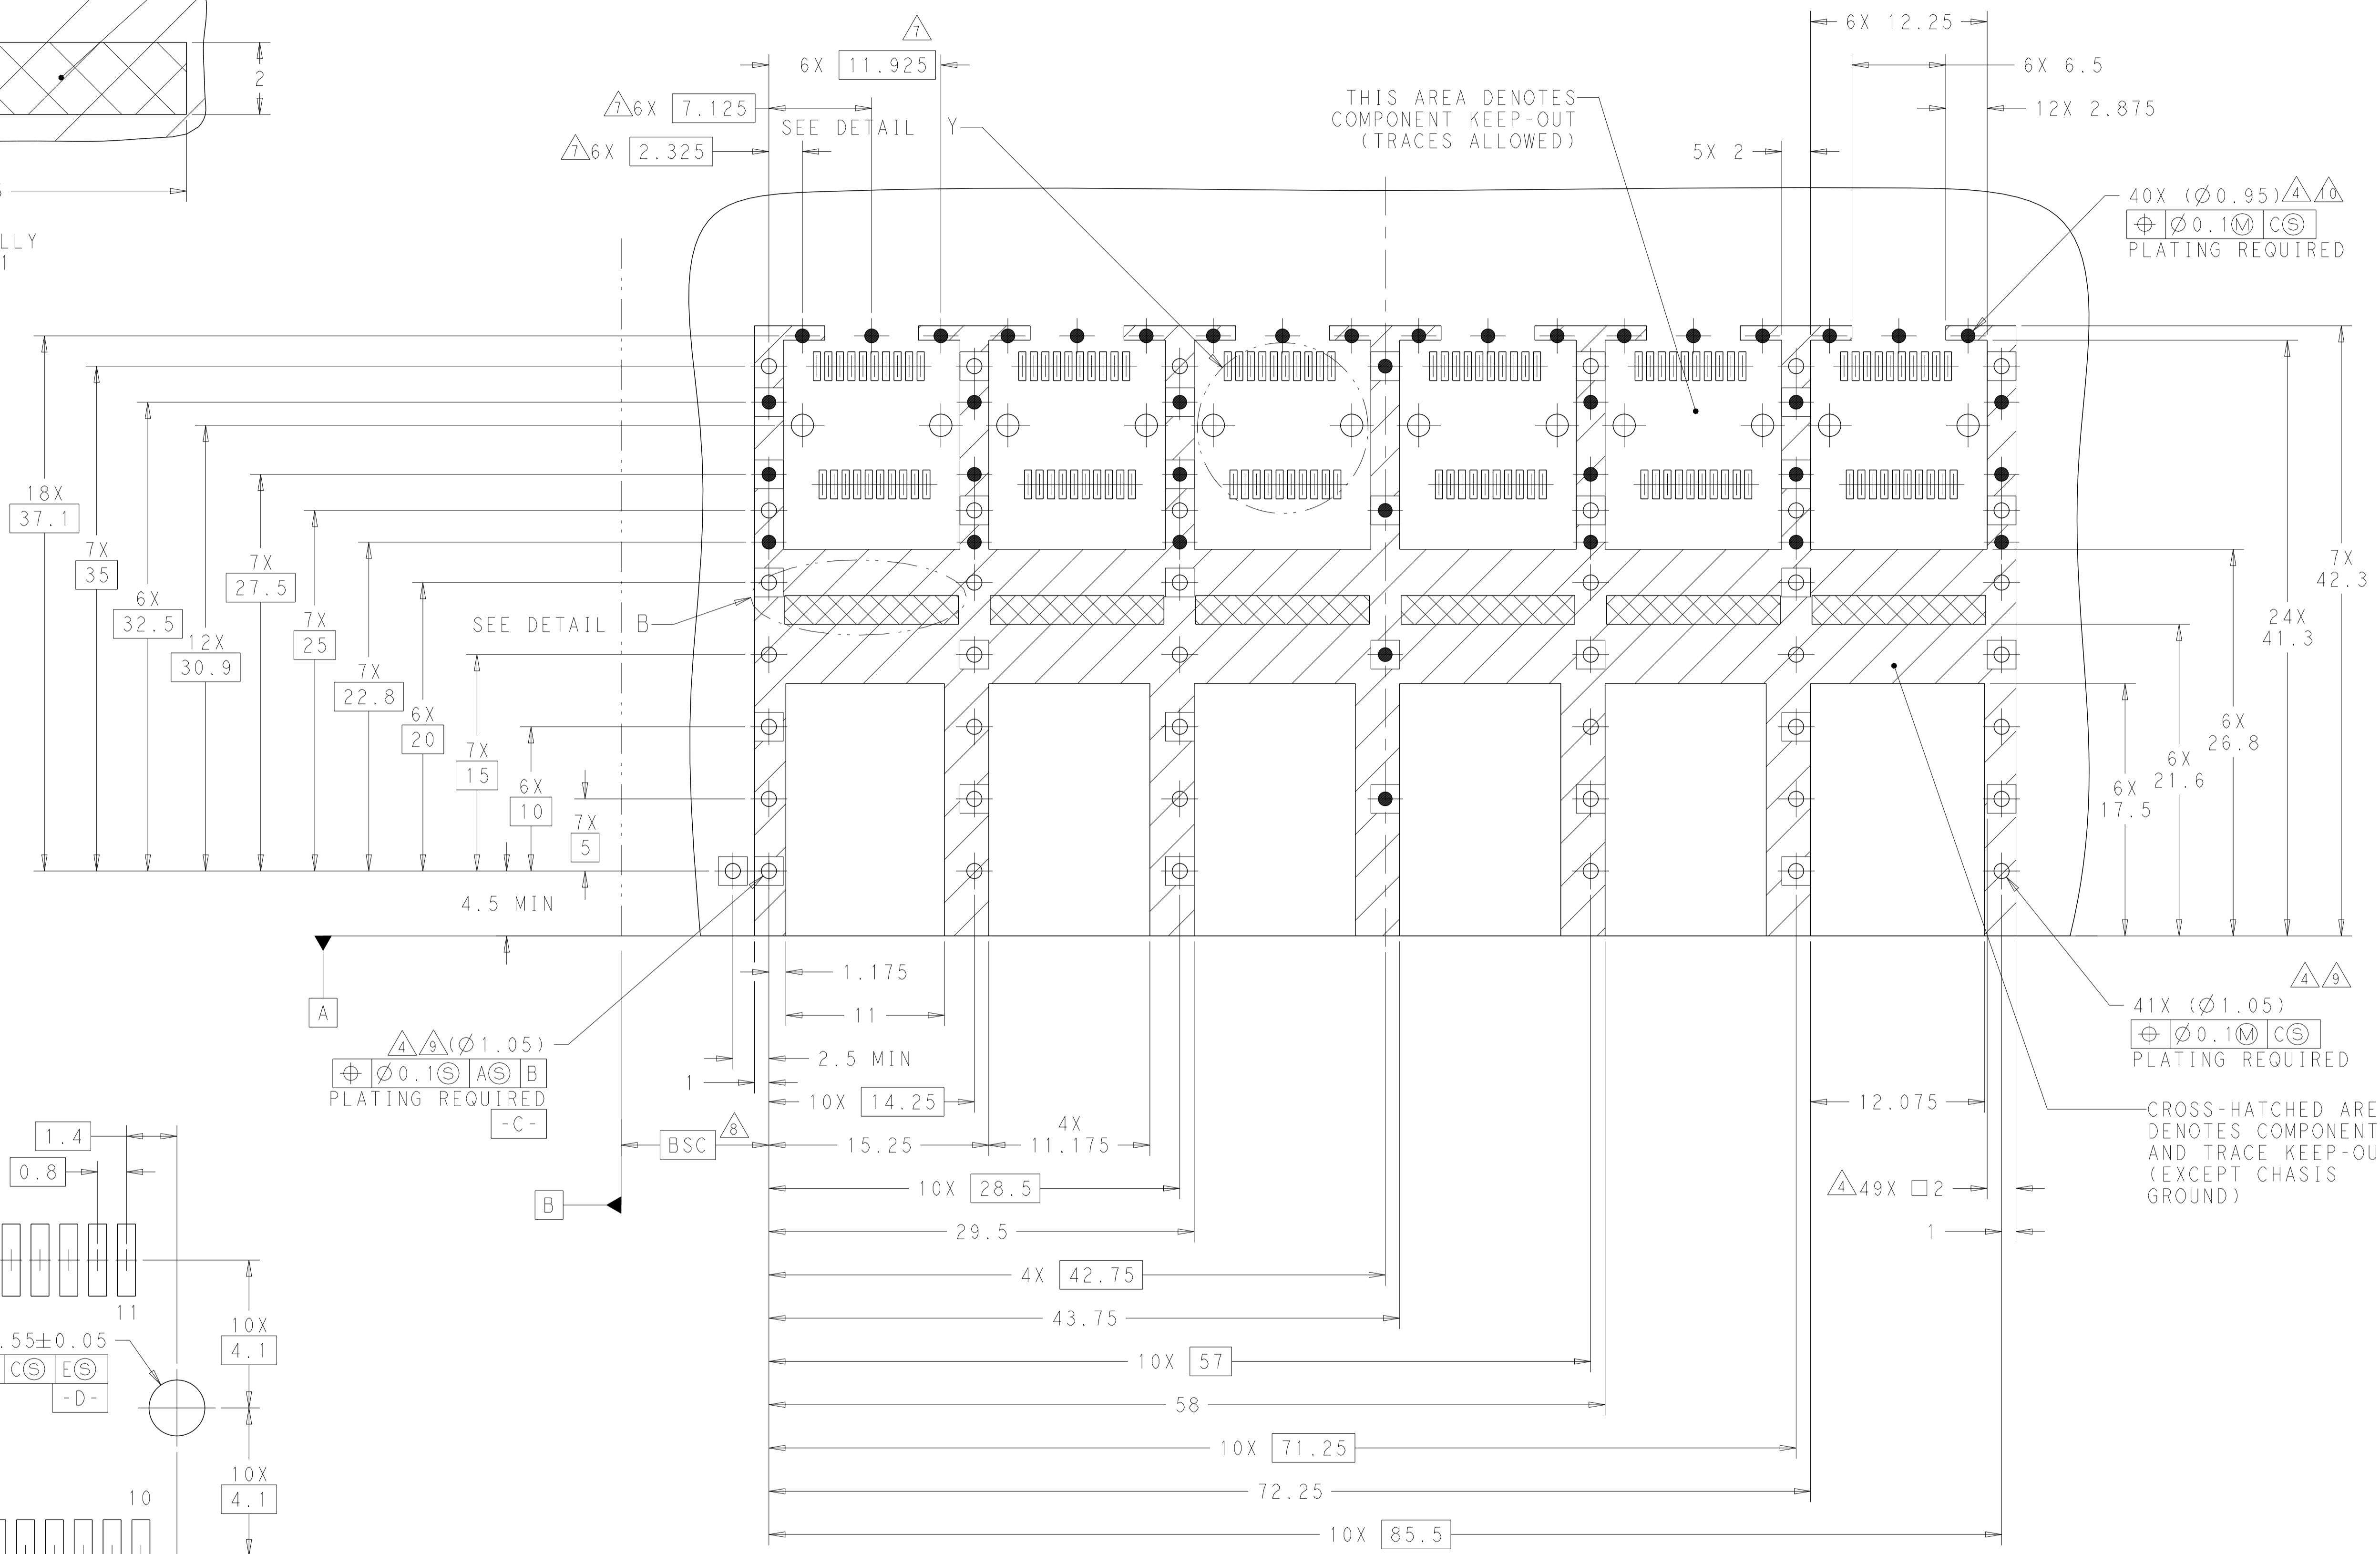 2
LLY
1
6X 11.925
7
7 6X 7.125
SEE DETAIL Y
7 6X 2.325
THIS AREA DENOTES
COMPONENT KEEP-OUT
(TRACES ALLOWED)
6X 12.25
6X 6.5
12X 2.875
5X 2
40X (Ø0.95) 4 10
⌖ Ø0.1Ⓜ CⓈ
PLATING REQUIRED
18X
37.1
7X
35
6X
32.5
12X
30.9
7X
27.5
7X
25
7X
22.8
6X
20
7X
15
6X
10
7X
5
4.5 MIN
SEE DETAIL B
7X
42.3
24X
41.3
6X
26.8
6X
21.6
6X
17.5
A
1.175
11
4 9 (Ø1.05)
⌖ Ø0.1Ⓢ AⓈ B
PLATING REQUIRED
-C-
2.5 MIN
1
10X 14.25
BSC 8
15.25
4X
11.175
B
10X 28.5
29.5
4X 42.75
43.75
10X 57
58
10X 71.25
72.25
10X 85.5
4 9
41X (Ø1.05)
⌖ Ø0.1Ⓜ CⓈ
PLATING REQUIRED
12.075
CROSS-HATCHED ARE
DENOTES COMPONENT
AND TRACE KEEP-OU
(EXCEPT CHASIS
GROUND)
4 49X □2
1
1.4
0.8
11
10X
4.1
.55±0.05
CⓈ EⓈ
-D-
10X
4.1
10